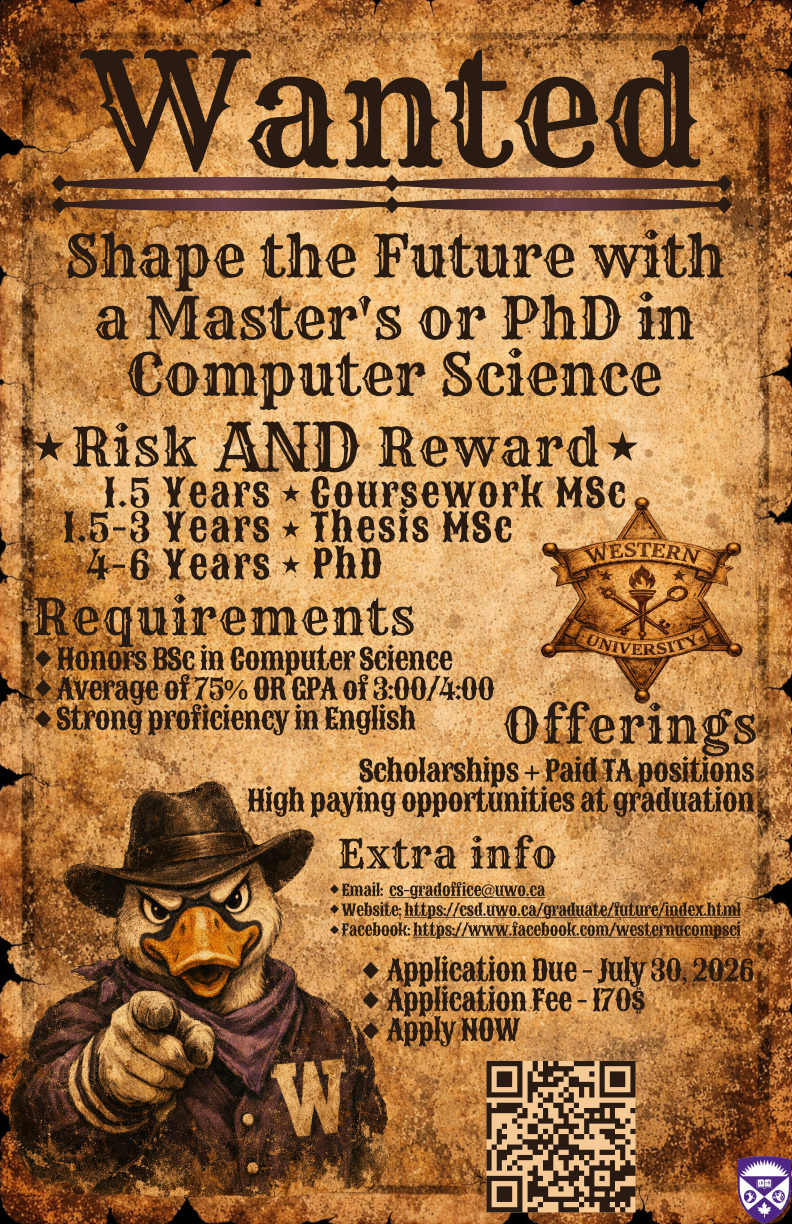 Wanted
Shape the Future with
a Master's or PhD in
Computer Science
★Risk AND Reward★
1.5 Years ★ Coursework MSc
1.5-3 Years ★ Thesis MSc
4-6 Years ★ PhD
WESTERN
UNIVERSITY
Requirements
◆ Honors BSc in Computer Science
◆ Average of 75% OR GPA of 3:00/4:00
◆ Strong proficiency in English
Offerings
Scholarships + Paid TA positions
High paying opportunities at graduation
Extra info
◆ Email: cs-gradoffice@uwo.ca
◆ Website: https://csd.uwo.ca/graduate/future/index.html
◆ Facebook: https://www.facebook.com/westernucompsci
◆ Application Due - July 30, 2026
◆ Application Fee - 170$
◆ Apply NOW
W